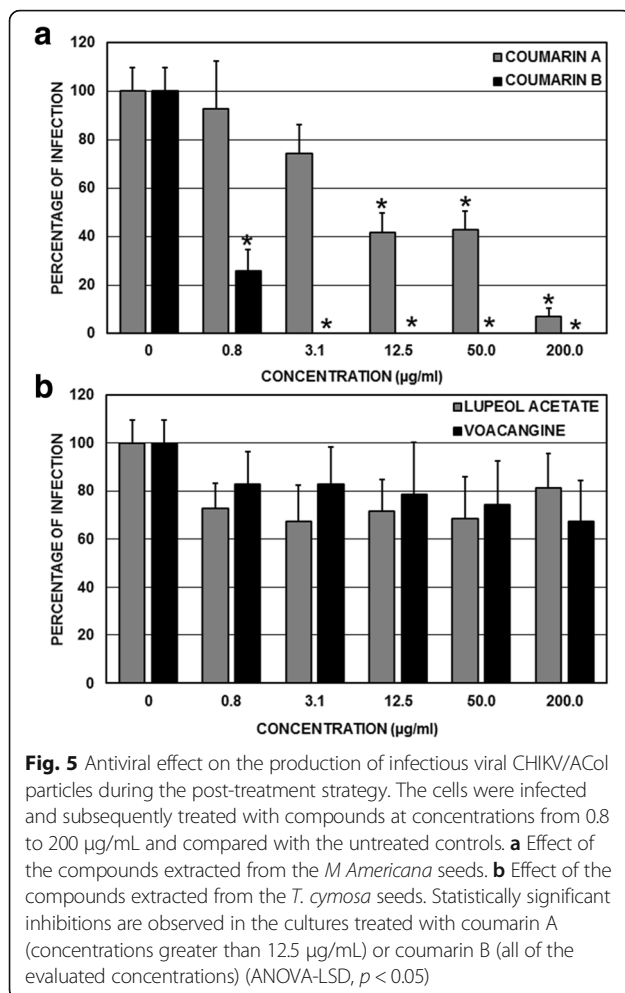 a
120
100
80
60
40
20
0
PERCENTAGE OF INFECTION
COUMARIN A
COUMARIN B
* * * * * * * *
0 0.8 3.1 12.5 50.0 200.0
CONCENTRATION (µg/ml)
b
120
100
80
60
40
20
0
PERCENTAGE OF INFECTION
LUPEOL ACETATE
VOACANGINE
0 0.8 3.1 12.5 50.0 200.0
CONCENTRATION (µg/ml)
Fig. 5 Antiviral effect on the production of infectious viral CHIKV/ACol
particles during the post-treatment strategy. The cells were infected
and subsequently treated with compounds at concentrations from 0.8
to 200 µg/mL and compared with the untreated controls. a Effect of
the compounds extracted from the M Americana seeds. b Effect of the
compounds extracted from the T. cymosa seeds. Statistically significant
inhibitions are observed in the cultures treated with coumarin A
(concentrations greater than 12.5 µg/mL) or coumarin B (all of the
evaluated concentrations) (ANOVA-LSD, p < 0.05)